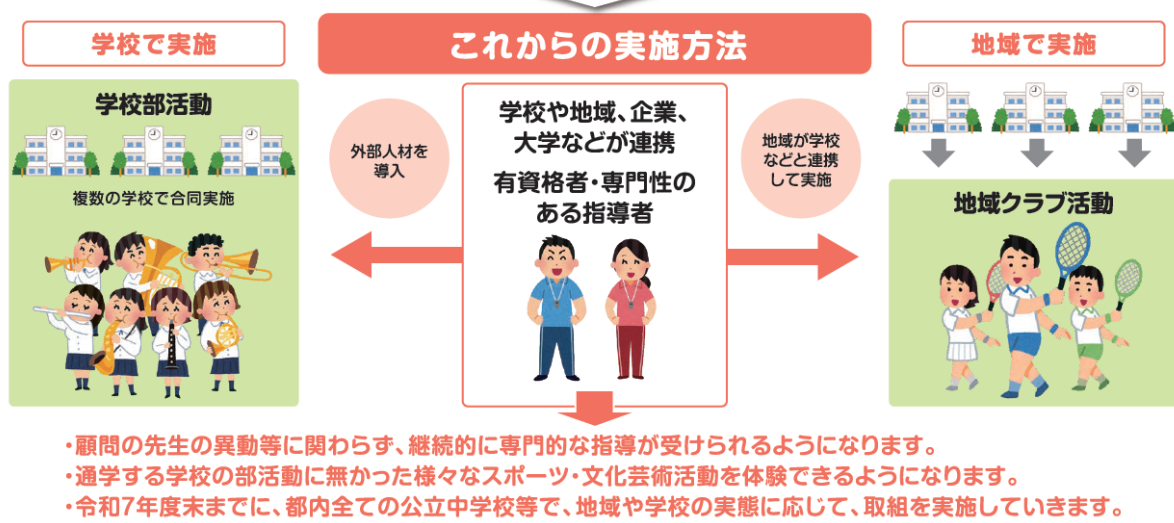 学校で実施
これからの実施方法
地域で実施
学校部活動
複数の学校で合同実施
外部人材を
導入
学校や地域、企業、
大学などが連携
有資格者・専門性の
ある指導者
地域が学校
などと連携
して実施
地域クラブ活動
・顧問の先生の異動等に関わらず、継続的に専門的な指導が受けられるようになります。
・通学する学校の部活動に無かった様々なスポーツ・文化芸術活動を体験できるようになります。
・令和7年度末までに、都内全ての公立中学校等で、地域や学校の実態に応じて、取組を実施していきます。